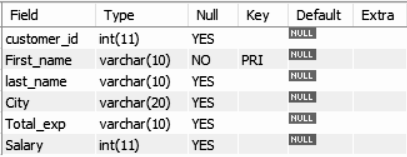 Field Type Null Key Default Extra
customer_id int(11) YES NULL
First_name varchar(10) NO PRI NULL
last_name varchar(10) YES NULL
City varchar(20) YES NULL
Total_exp varchar(10) YES NULL
Salary int(11) YES NULL